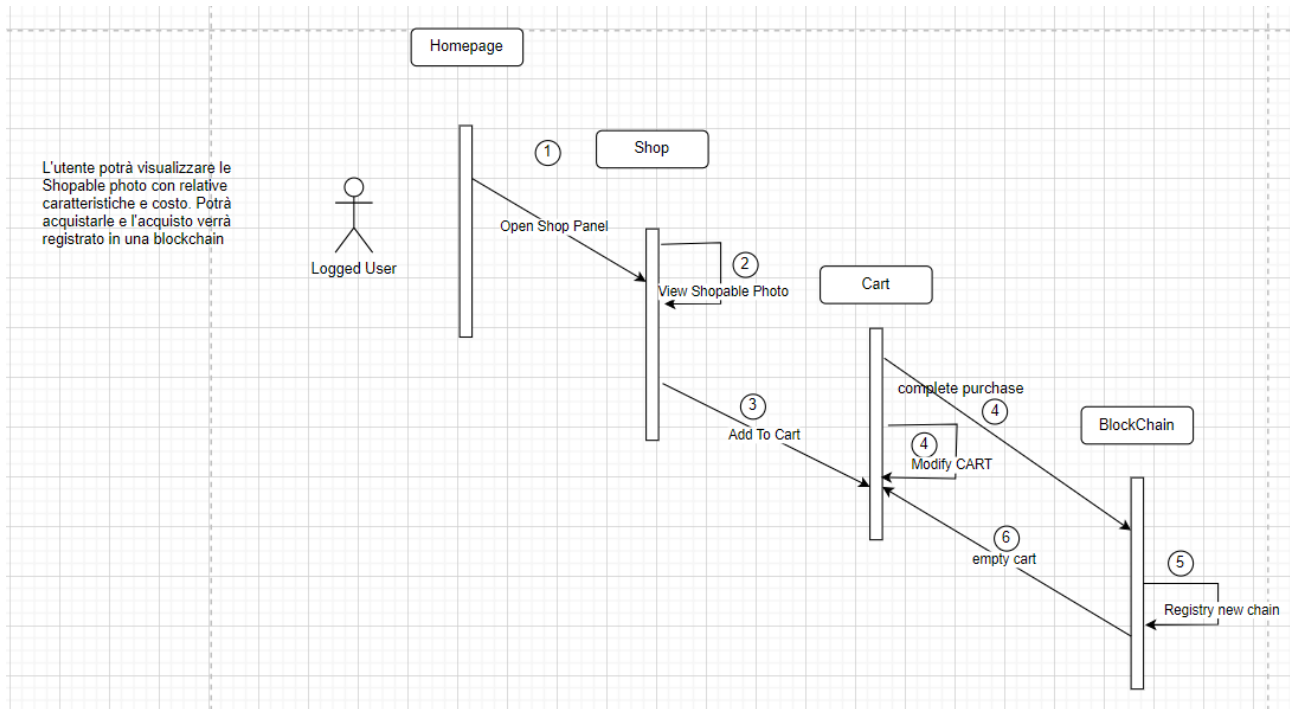 Homepage
1
Shop
L'utente potrà visualizzare le
Shopable photo con relative
caratteristiche e costo. Potrà
acquistarle e l'acquisto verrà
registrato in una blockchain
Logged User
Open Shop Panel
2
View Shopable Photo
Cart
3
Add To Cart
complete purchase
4
4
Modify CART
BlockChain
6
empty cart
5
Registry new chain